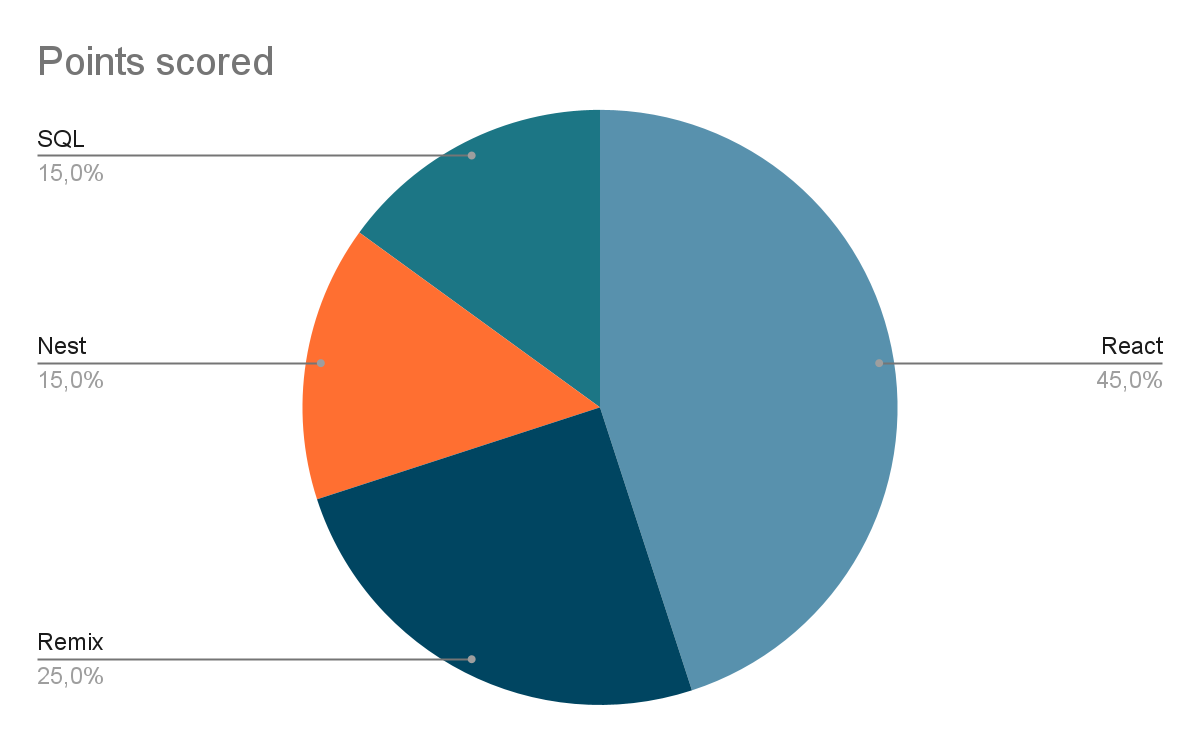 Points scored
SQL
15,0%
Nest
15,0%
React
45,0%
Remix
25,0%